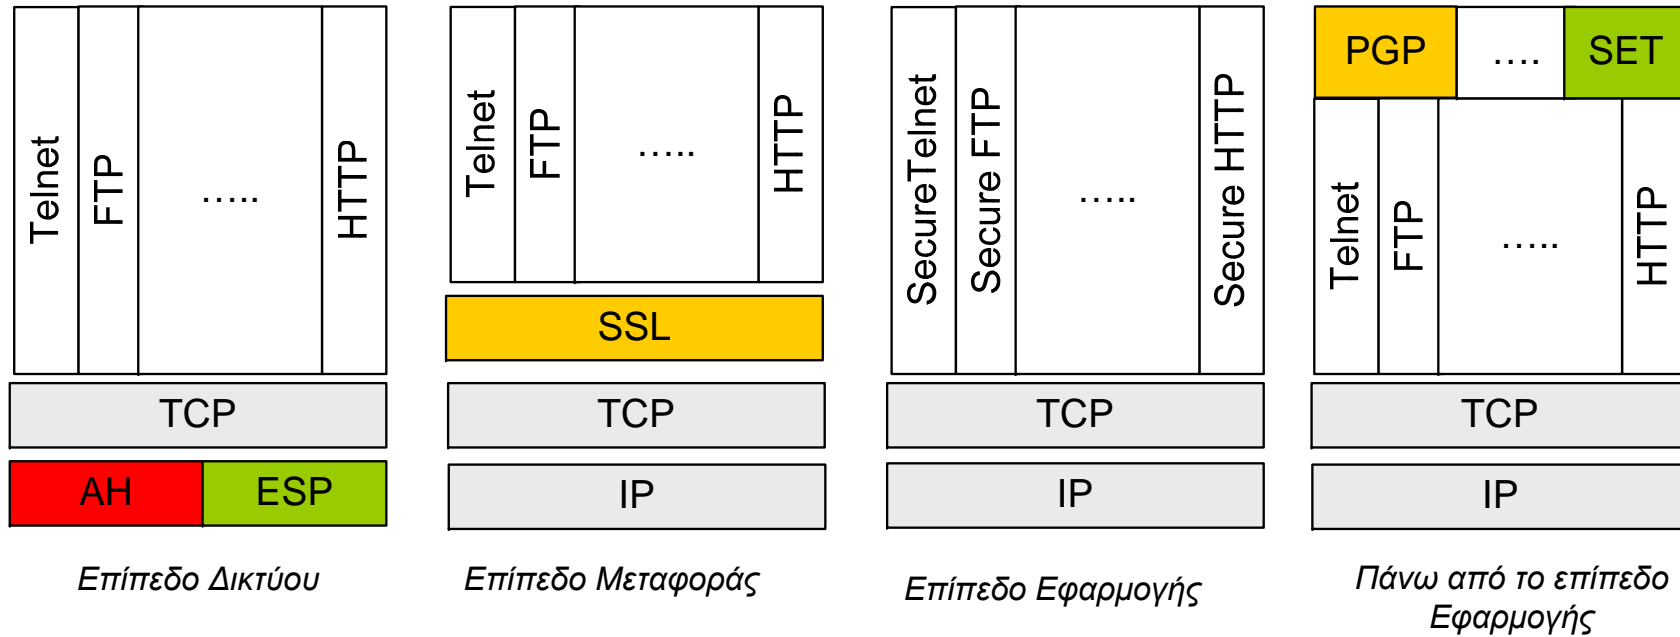 Telnet
FTP
.....
HTTP
TCP
AH
ESP
Επίπεδο Δικτύου
Telnet
FTP
.....
HTTP
SSL
TCP
IP
Επίπεδο Μεταφοράς
SecureTelnet
Secure FTP
.....
Secure HTTP
TCP
IP
Επίπεδο Εφαρμογής
PGP
....
SET
Telnet
FTP
.....
HTTP
TCP
IP
Πάνω από το επίπεδο
Εφαρμογής